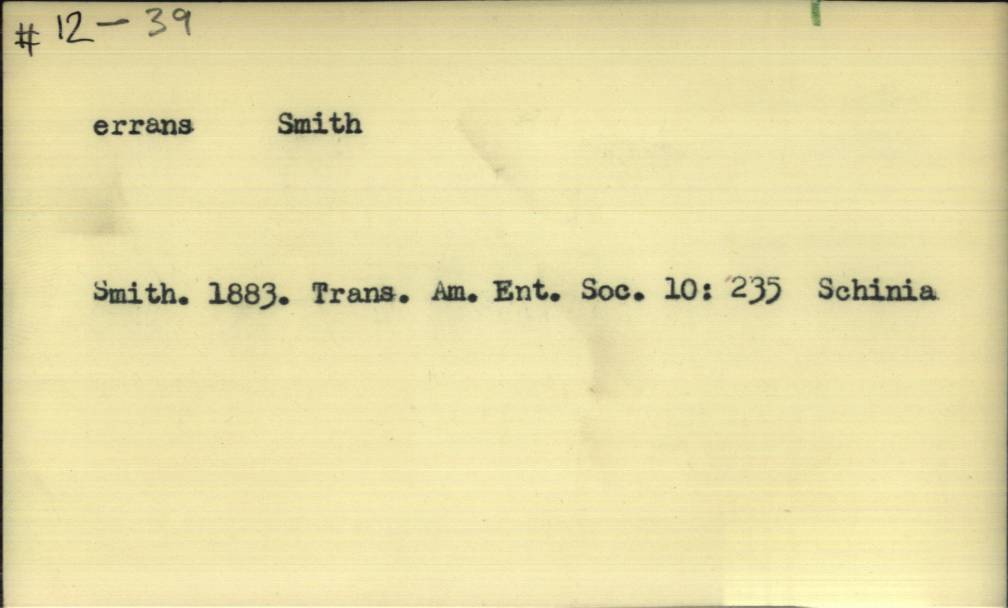 # 12-39
errans Smith
Smith. 1883. Trans. Am. Ent. Soc. 10: 235 Schinia